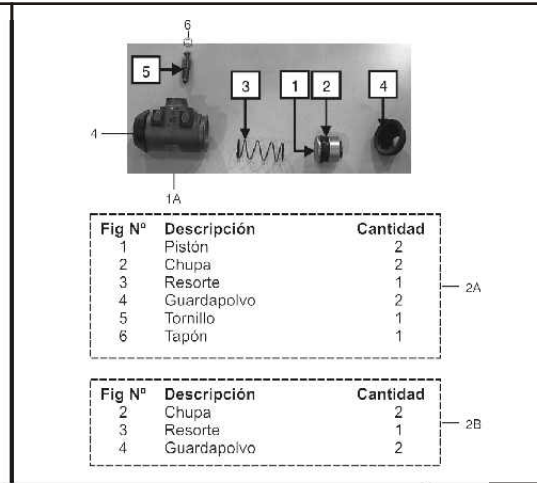 6
5
3
1
2
4
4
1A
Fig Nº Descripción Cantidad
1 Pistón 2
2 Chupa 2
3 Resorte 1
4 Guardapolvo 2
5 Tornillo 1
6 Tapón 1
2A
Fig Nº Descripción Cantidad
2 Chupa 2
3 Resorte 1
4 Guardapolvo 2
2B